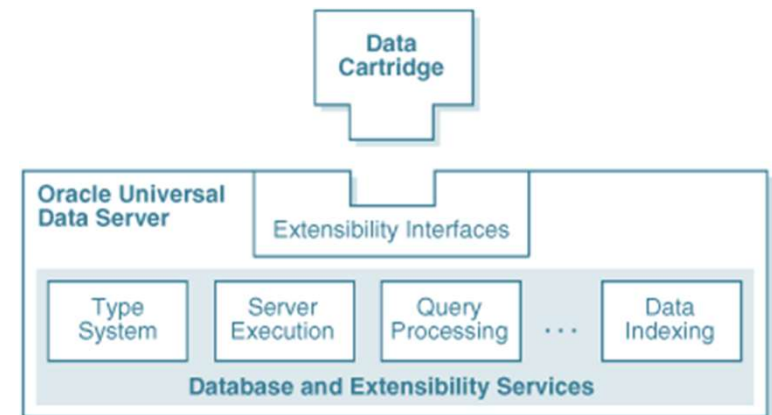 Data
Cartridge
Oracle Universal
Data Server
Extensibility Interfaces
Type
System
Server
Execution
Query
Processing
...
Data
Indexing
Database and Extensibility Services